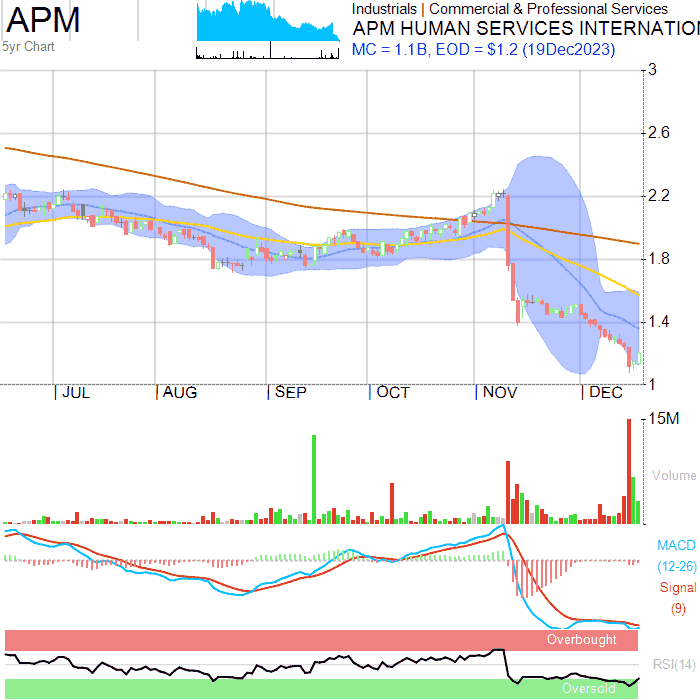 APM
5yr Chart
Industrials | Commercial & Professional Services
APM HUMAN SERVICES INTERNATIO
MC = 1.1B, EOD = $1.2 (19Dec2023)
3
2.6
2.2
1.8
1.4
1
JUL AUG SEP OCT NOV DEC
15M
Volume
MACD
(12-26)
Signal
(9)
Overbought
RSI(14)
Oversold